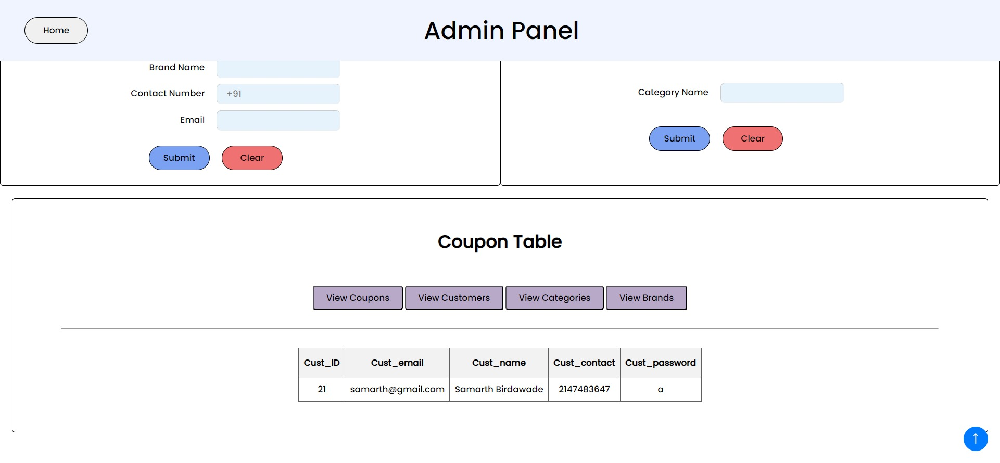 Home
Admin Panel
Brand Name
Contact Number +91
Email
Submit Clear
Category Name
Submit Clear
Coupon Table
View Coupons View Customers View Categories View Brands
Cust_ID Cust_email Cust_name Cust_contact Cust_password
21 samarth@gmail.com Samarth Birdawade 2147483647 a
↑